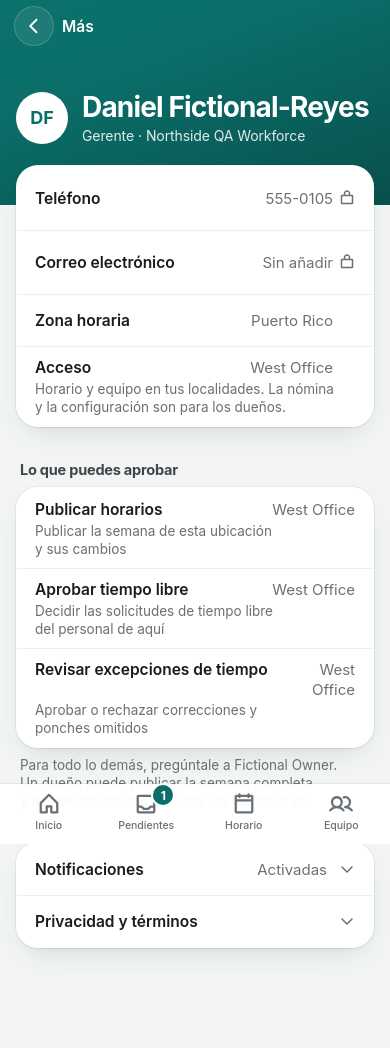 Más
DF
Daniel Fictional-Reyes
Gerente · Northside QA Workforce
Teléfono 555-0105
Correo electrónico Sin añadir
Zona horaria Puerto Rico
Acceso West Office
Horario y equipo en tus localidades. La nómina
y la configuración son para los dueños.
Lo que puedes aprobar
Publicar horarios West Office
Publicar la semana de esta ubicación
y sus cambios
Aprobar tiempo libre West Office
Decidir las solicitudes de tiempo libre
del personal de aquí
Revisar excepciones de tiempo West
Office
Aprobar o rechazar correcciones y
ponches omitidos
Para todo lo demás, pregúntale a Fictional Owner.
Un dueño puede publicar la semana completa
1
Inicio Pendientes Horario Equipo
Notificaciones Activadas
Privacidad y términos